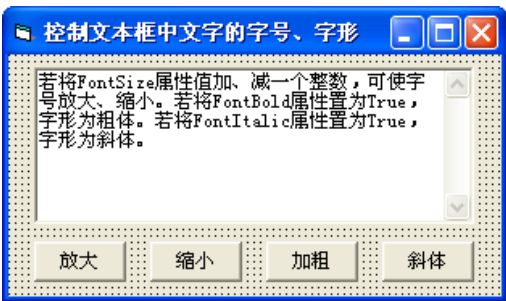 控制文本框中文字的字号、字形
若将FontSize属性值加、减一个整数,可使字
号放大、缩小。若将FontBold属性置为True,
字形为粗体。若将FontItalic属性置为True,
字形为斜体。
放大 缩小 加粗 斜体